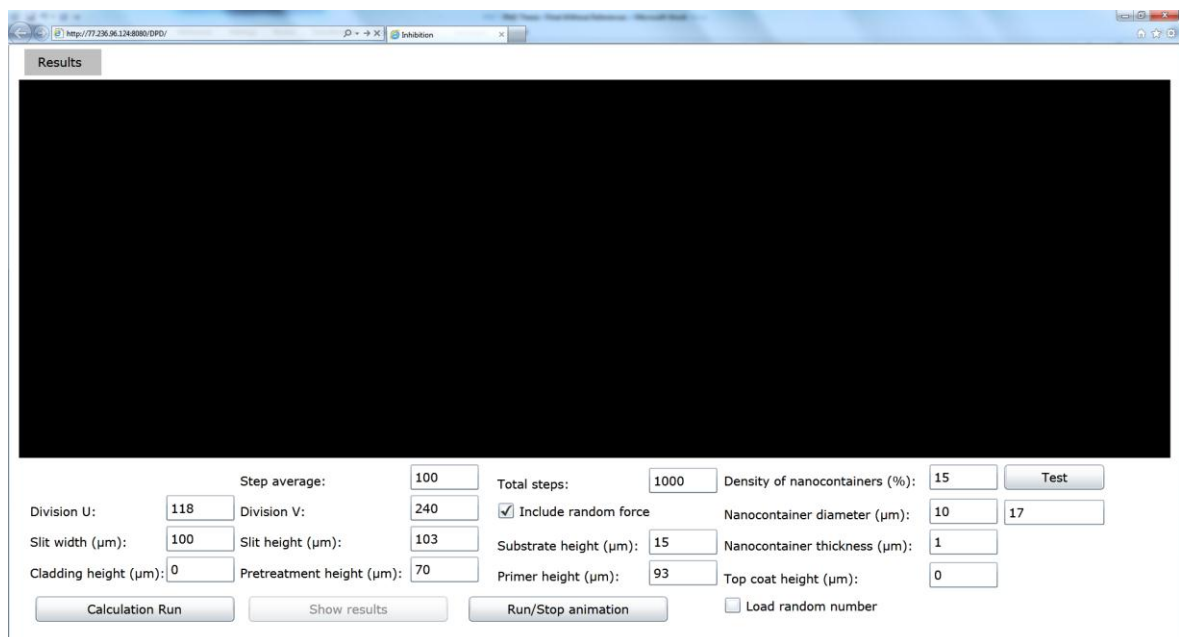 http://77.236.96.124:8080/DPD/ Inhibition
Results
Step average: 100 Total steps: 1000 Density of nanocontainers (%): 15 Test
Division U: 118 Division V: 240 Include random force Nanocontainer diameter (μm): 10 17
Slit width (μm): 100 Slit height (μm): 103 Substrate height (μm): 15 Nanocontainer thickness (μm): 1
Cladding height (μm): 0 Pretreatment height (μm): 70 Primer height (μm): 93 Top coat height (μm): 0
Calculation Run Show results Run/Stop animation Load random number